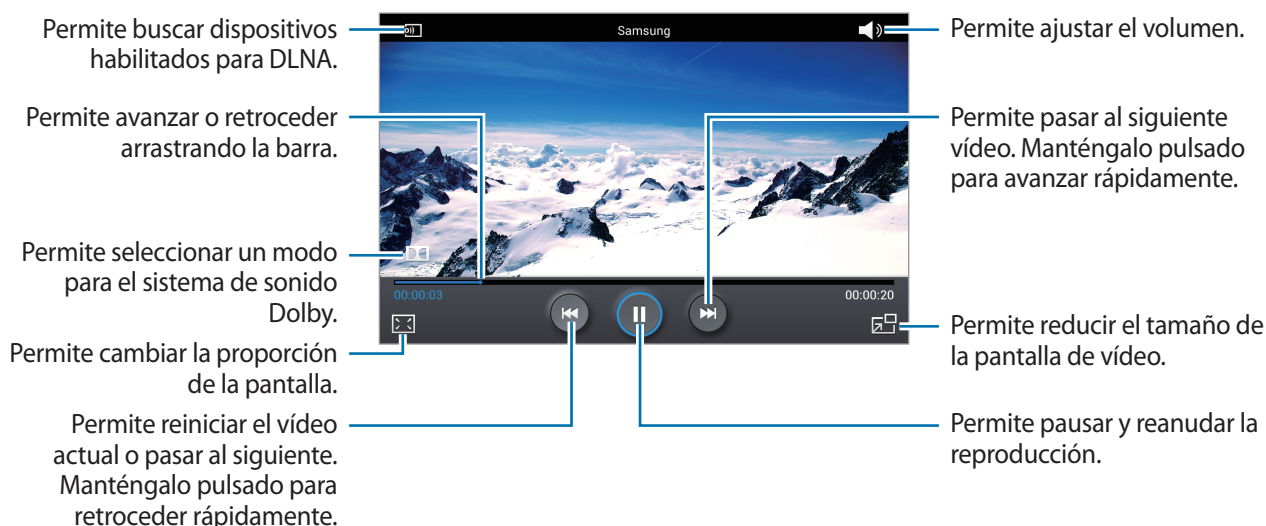 Permite buscar dispositivos
habilitados para DLNA.
Permite avanzar o retroceder
arrastrando la barra.
Permite seleccionar un modo
para el sistema de sonido
Dolby.
Permite cambiar la proporción
de la pantalla.
Permite reiniciar el vídeo
actual o pasar al siguiente.
Manténgalo pulsado para
retroceder rápidamente.
Samsung
00:00:03
00:00:20
Permite ajustar el volumen.
Permite pasar al siguiente
vídeo. Manténgalo pulsado
para avanzar rápidamente.
Permite reducir el tamaño de
la pantalla de vídeo.
Permite pausar y reanudar la
reproducción.